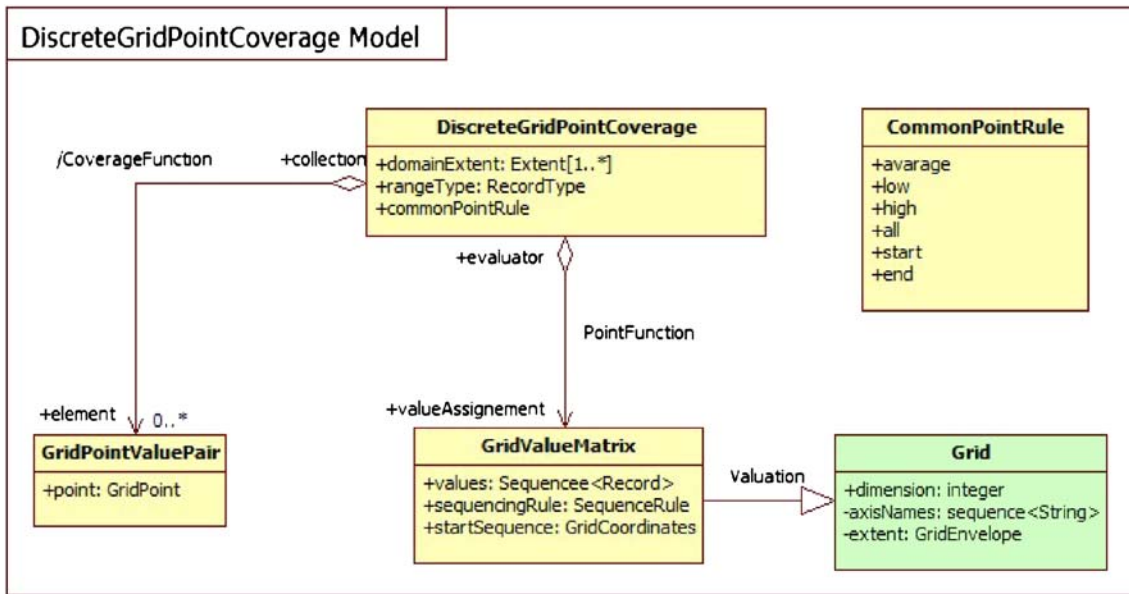 DiscreteGridPointCoverage Model
DiscreteGridPointCoverage
+domainExtent: Extent[1..*]
+rangeType: RecordType
+commonPointRule
CommonPointRule
+avarage
+low
+high
+all
+start
+end
/CoverageFunction
+collection
+evaluator
PointFunction
+element
0..*
+valueAssignement
GridPointValuePair
+point: GridPoint
GridValueMatrix
+values: Sequencee<Record>
+sequencingRule: SequenceRule
+startSequence: GridCoordinates
Valuation
Grid
+dimension: integer
-axisNames: sequence<String>
-extent: GridEnvelope